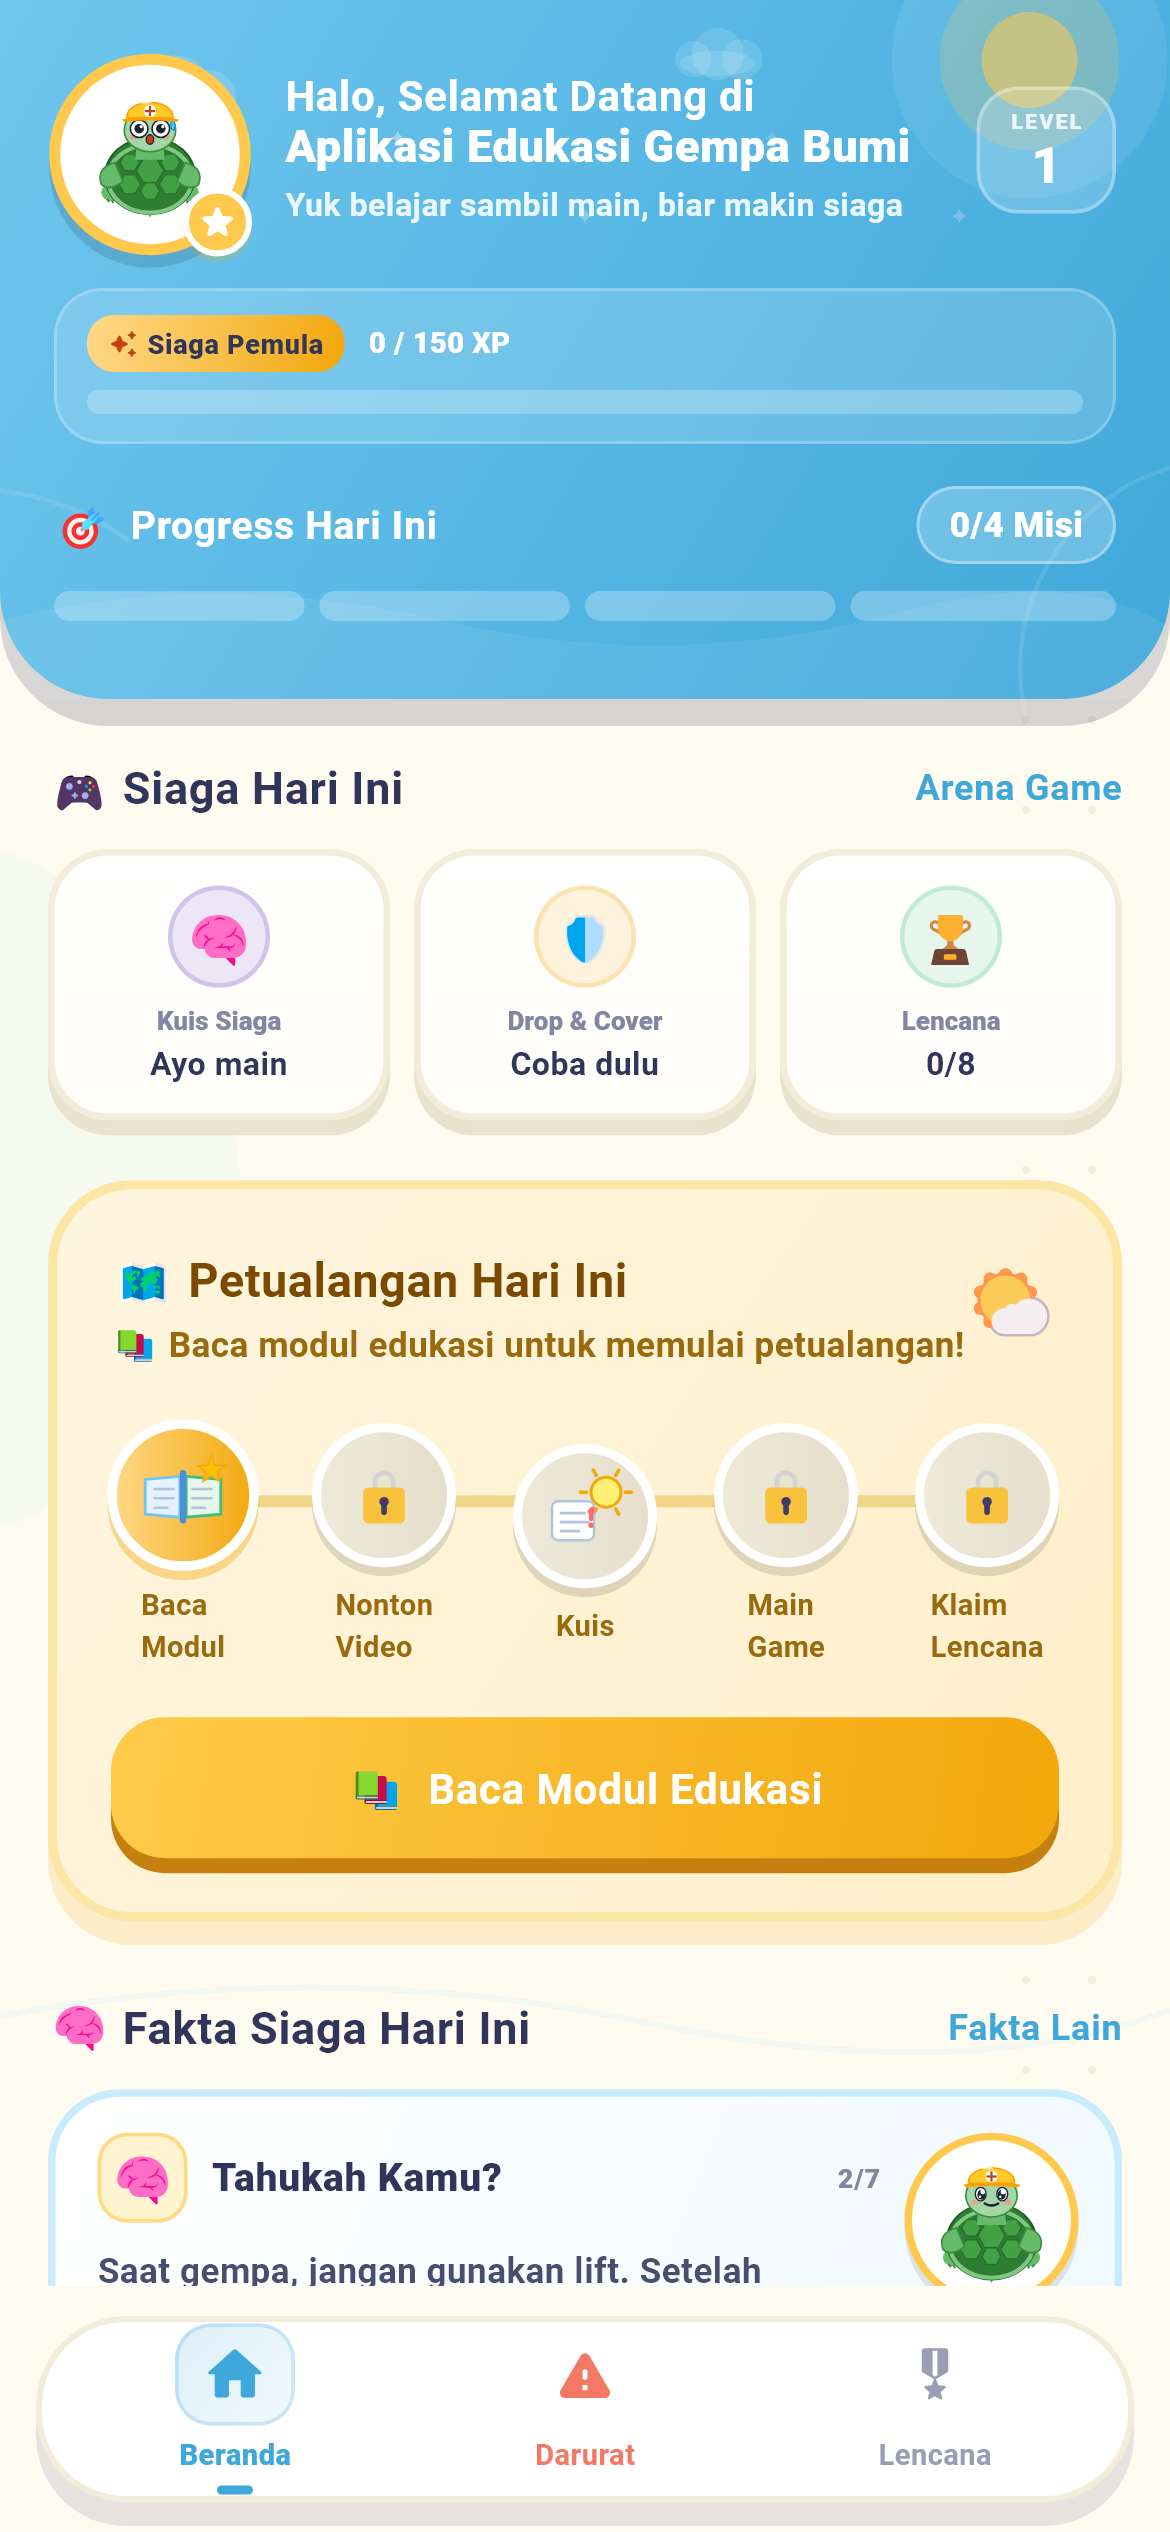 Halo, Selamat Datang di
Aplikasi Edukasi Gempa Bumi
Yuk belajar sambil main, biar makin siaga
LEVEL
1
Siaga Pemula
0 / 150 XP
Progress Hari Ini
0/4 Misi
Siaga Hari Ini
Arena Game
Kuis Siaga
Ayo main
Drop & Cover
Coba dulu
Lencana
0/8
Petualangan Hari Ini
Baca modul edukasi untuk memulai petualangan!
Baca
Modul
Nonton
Video
Kuis
Main
Game
Klaim
Lencana
Baca Modul Edukasi
Fakta Siaga Hari Ini
Fakta Lain
Tahukah Kamu?
2/7
Saat gempa, jangan gunakan lift. Setelah
Beranda
Darurat
Lencana